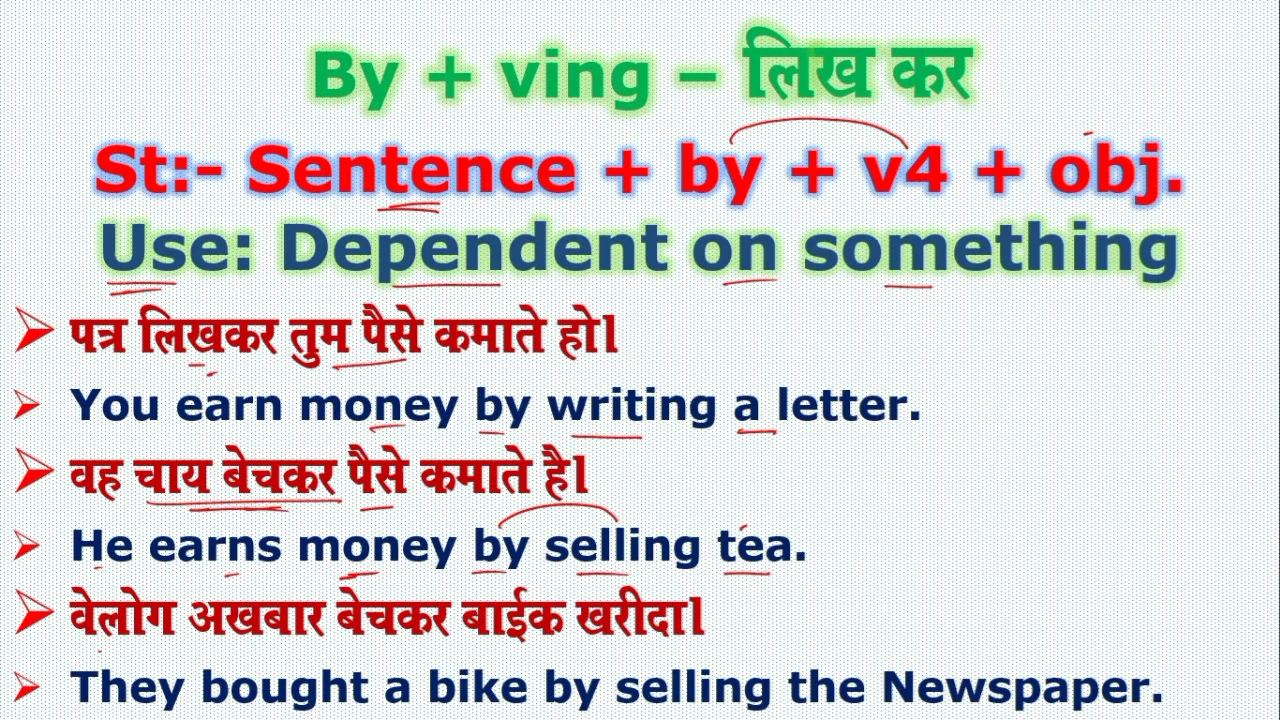 By + ving – लिख कर
St:- Sentence + by + v4 + obj.
Use: Dependent on something
➢ पत्र लिखकर तुम पैसे कमाते हो।
➢ You earn money by writing a letter.
➢ वह चाय बेचकर पैसे कमाते है।
➢ He earns money by selling tea.
➢ वेलोग अखबार बेचकर बाईक खरीदा।
➢ They bought a bike by selling the Newspaper.